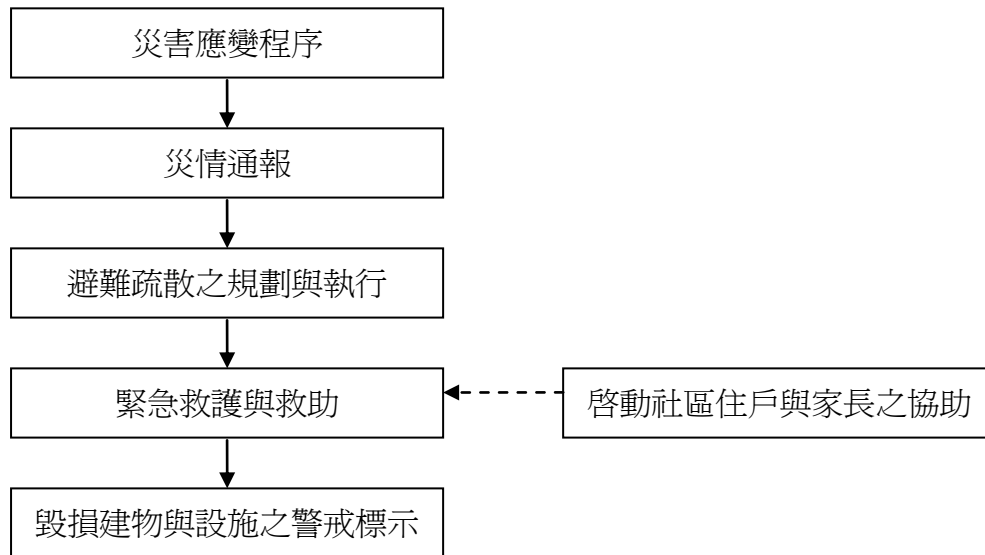 災害應變程序
災情通報
避難疏散之規劃與執行
緊急救護與救助
啓動社區住戶與家長之協助
毀損建物與設施之警戒標示